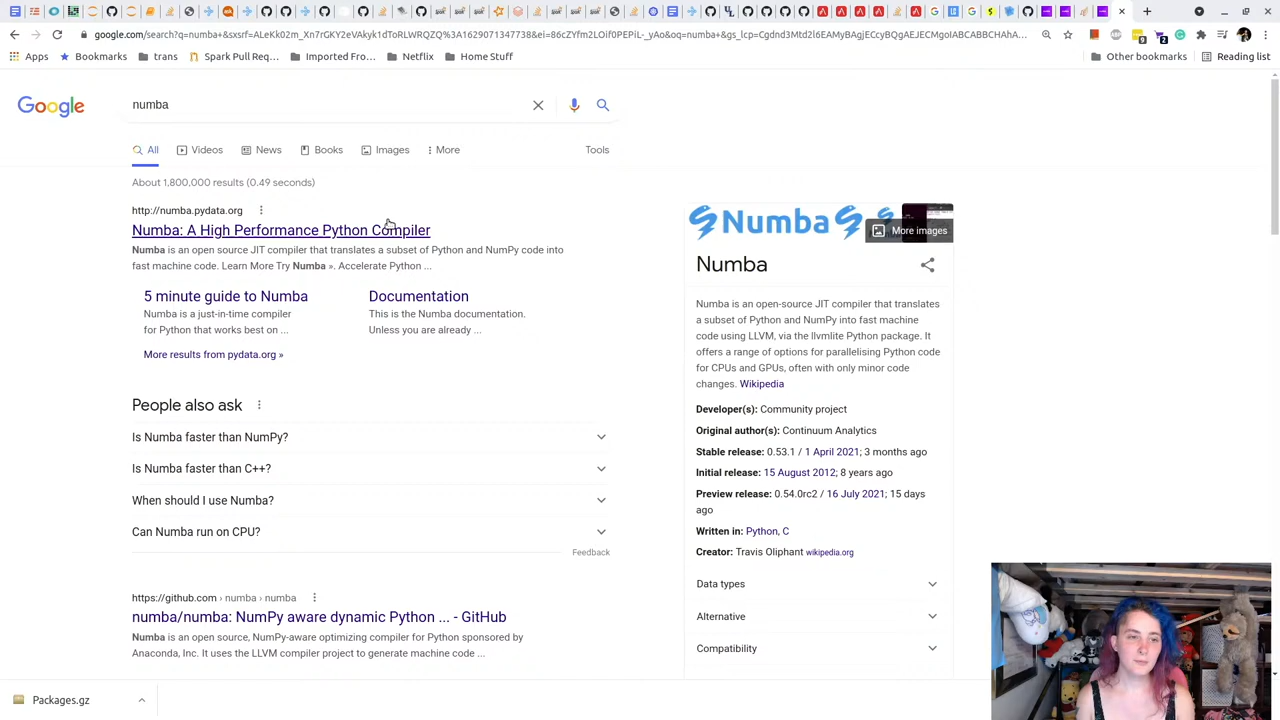 google.com/search?q=numba+&sxsrf=ALeKk02m_Xn7rGKY2eVAkyk1dToRLWRQZQ%3A1629071347738&ei=86cZYfm2LOif0PEPiL-_yAo&oq=numba+&gs_lcp=Cgdnd3Mtd2l6EAMyBAgjECcyBQgAEJECMgoIABCABBCHAhA...
9
2
Apps
Bookmarks
trans
Spark Pull Req...
Imported Fro...
Netflix
Home Stuff
Other bookmarks
Reading list
Google
numba
All
Videos
News
Books
Images
More
Tools
About 1,800,000 results (0.49 seconds)
http://numba.pydata.org
Numba: A High Performance Python Compiler
Numba is an open source JIT compiler that translates a subset of Python and NumPy code into
fast machine code. Learn More Try Numba ». Accelerate Python ...
5 minute guide to Numba
Numba is a just-in-time compiler
for Python that works best on ...
Documentation
This is the Numba documentation.
Unless you are already ...
More results from pydata.org »
People also ask
Is Numba faster than NumPy?
Is Numba faster than C++?
When should I use Numba?
Can Numba run on CPU?
Feedback
https://github.com › numba › numba
numba/numba: NumPy aware dynamic Python ... - GitHub
Numba is an open source, NumPy-aware optimizing compiler for Python sponsored by
Anaconda, Inc. It uses the LLVM compiler project to generate machine code ...
Numba
More images
Numba
Numba is an open-source JIT compiler that translates
a subset of Python and NumPy into fast machine
code using LLVM, via the llvmlite Python package. It
offers a range of options for parallelising Python code
for CPUs and GPUs, often with only minor code
changes. Wikipedia
Developer(s): Community project
Original author(s): Continuum Analytics
Stable release: 0.53.1 / 1 April 2021; 3 months ago
Initial release: 15 August 2012; 8 years ago
Preview release: 0.54.0rc2 / 16 July 2021; 15 days
ago
Written in: Python, C
Creator: Travis Oliphant wikipedia.org
Data types
Alternative
Compatibility
Packages.gz